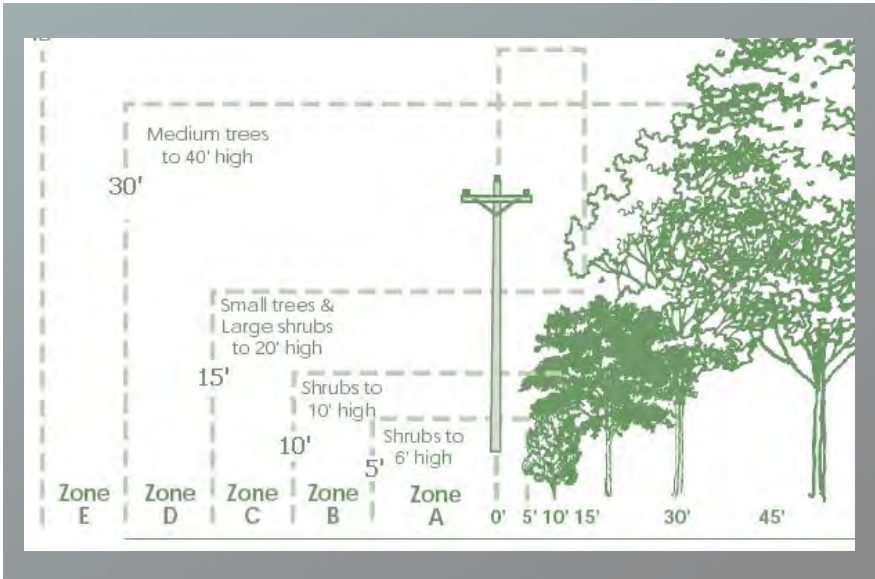 Medium trees
to 40' high
30'
Small trees &
Large shrubs
to 20' high
15'
Shrubs to
10' high
10'
Shrubs to
6' high
5'
Zone
E
Zone
D
Zone
C
Zone
B
Zone
A
0' 5' 10' 15' 30' 45'